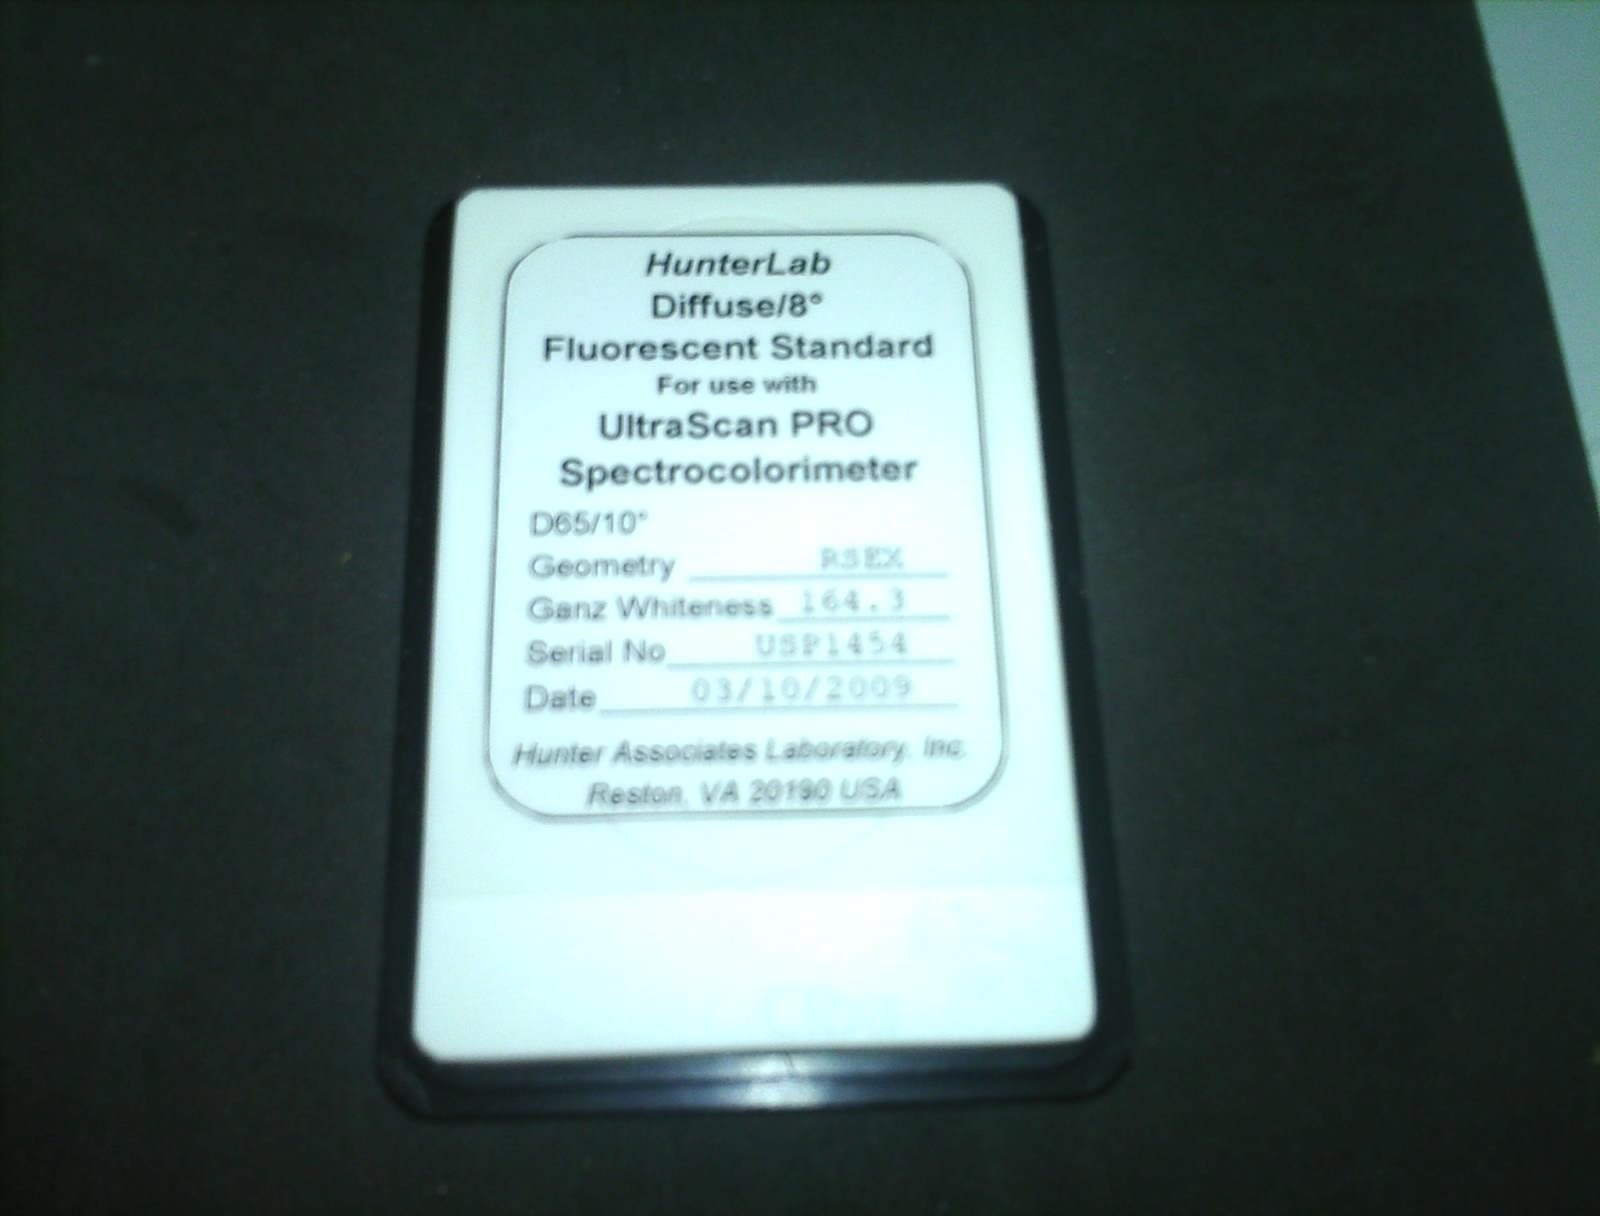 HunterLab
Diffuse/8°
Fluorescent Standard
For use with
UltraScan PRO
Spectrocolorimeter
D65/10°
Geometry RSEX
Ganz Whiteness 164.3
Serial No USP1454
Date 03/10/2009
Hunter Associates Laboratory, Inc.
Reston, VA 20190 USA